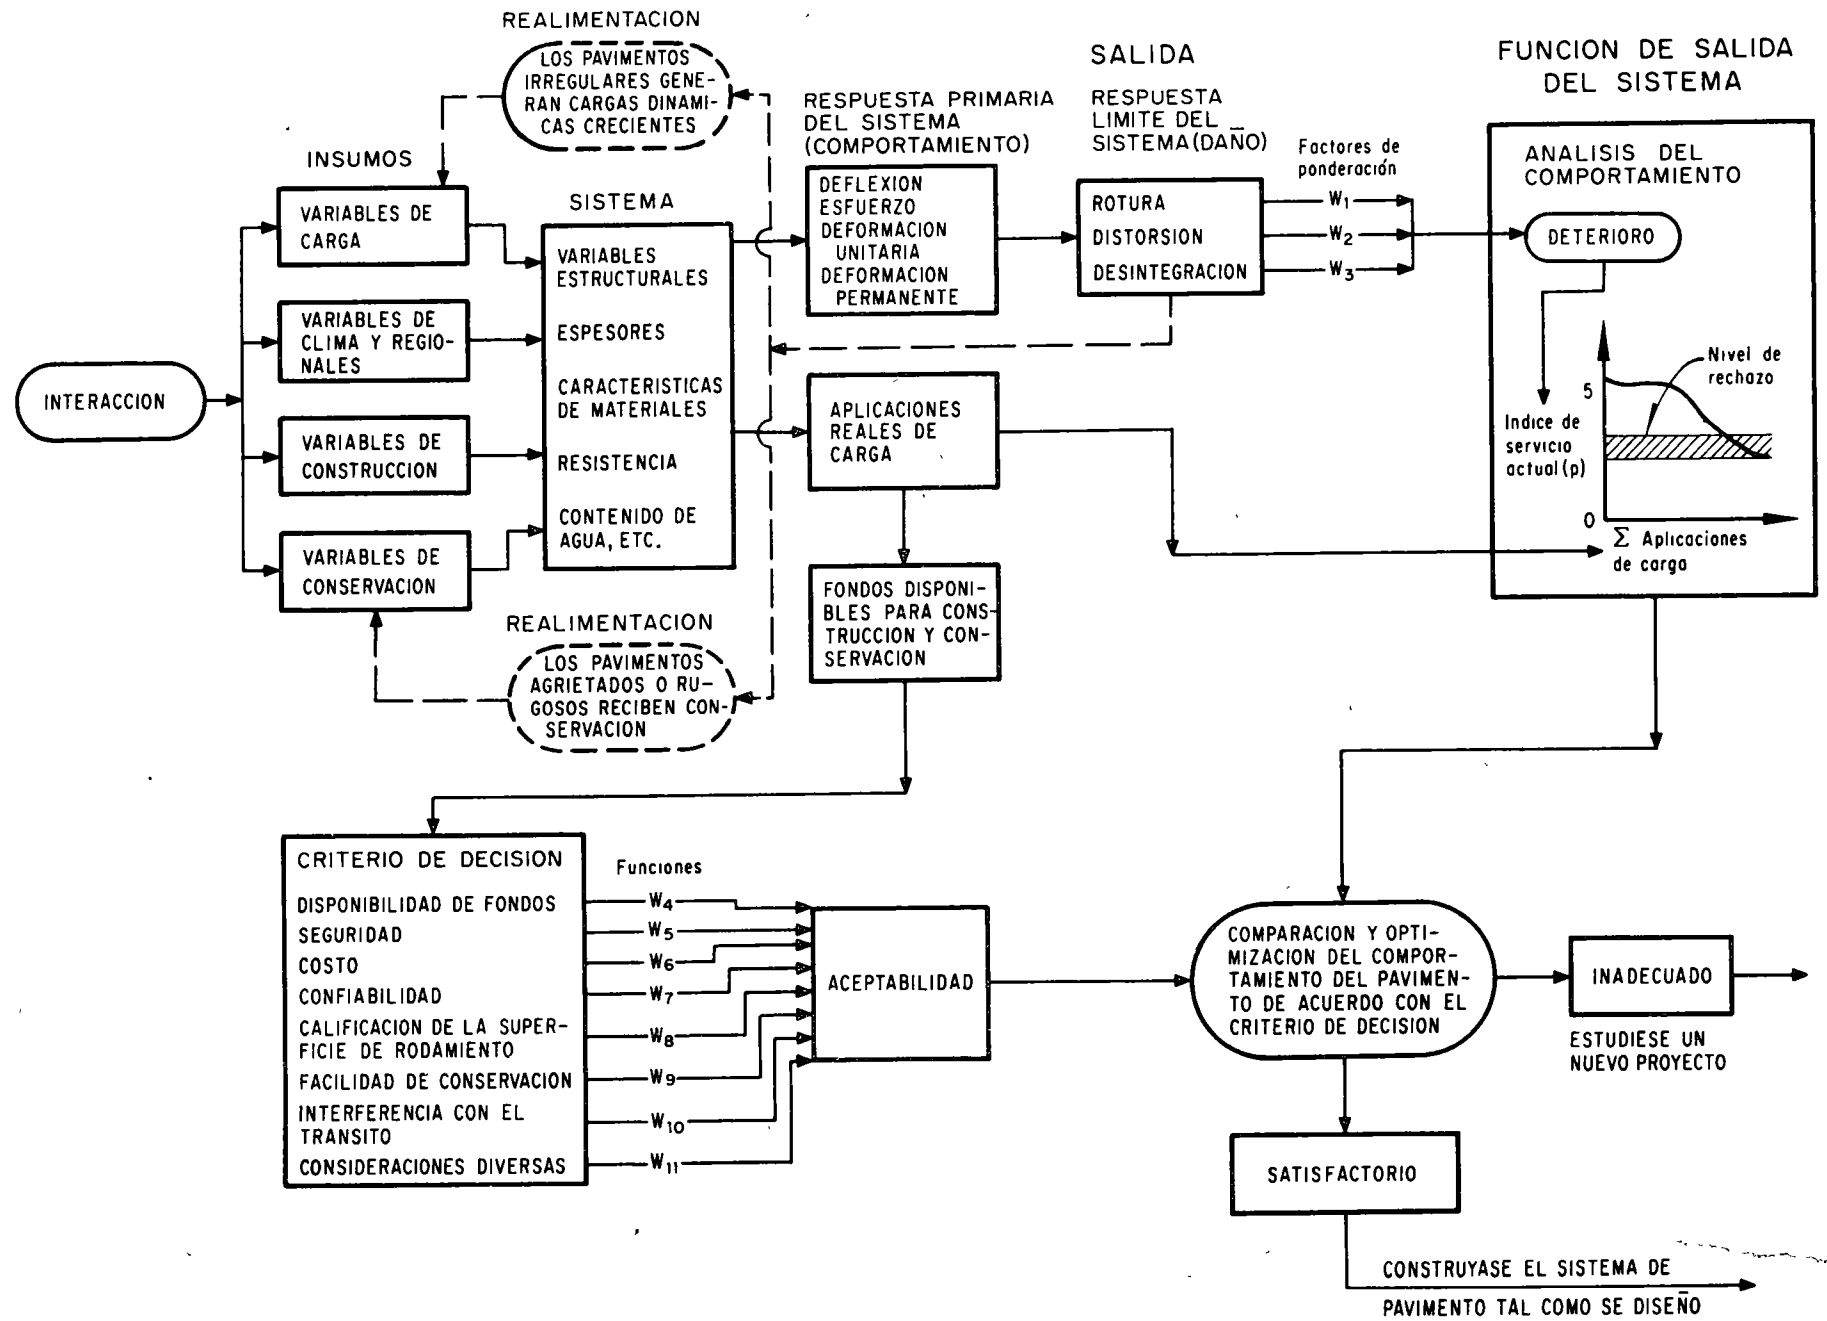 REALIMENTACION
LOS PAVIMENTOS
IRREGULARES GENE-
RAN CARGAS DINAMI-
CAS CRECIENTES
INSUMOS
VARIABLES DE
CARGA
VARIABLES DE
CLIMA Y REGIO-
NALES
INTERACCION
VARIABLES DE
CONSTRUCCION
VARIABLES DE
CONSERVACION
SISTEMA
VARIABLES
ESTRUCTURALES
ESPESORES
CARACTERISTICAS
DE MATERIALES
RESISTENCIA
CONTENIDO DE
AGUA, ETC.
REALIMENTACION
LOS PAVIMENTOS
AGRIETADOS O RU-
GOSOS RECIBEN CON-
SERVACION
RESPUESTA PRIMARIA
DEL SISTEMA
(COMPORTAMIENTO)
DEFLEXION
ESFUERZO
DEFORMACION
UNITARIA
DEFORMACION
PERMANENTE
SALIDA
RESPUESTA
LIMITE DEL
SISTEMA (DAÑO)
ROTURA
DISTORSION
DESINTEGRACION
Factores de
ponderación
W1
W2
W3
APLICACIONES
REALES DE
CARGA
FONDOS DISPONI-
BLES PARA CONS-
TRUCCION Y CON-
SERVACION
FUNCION DE SALIDA
DEL SISTEMA
ANALISIS DEL
COMPORTAMIENTO
DETERIORO
Nivel de
rechazo
5
Indice de
servicio
actual (p)
0
Σ Aplicaciones
de carga
CRITERIO DE DECISION
Funciones
DISPONIBILIDAD DE FONDOS
W4
SEGURIDAD
W5
COSTO
W6
CONFIABILIDAD
W7
CALIFICACION DE LA SUPER-
FICIE DE RODAMIENTO
W8
FACILIDAD DE CONSERVACION
W9
INTERFERENCIA CON EL
TRANSITO
W10
CONSIDERACIONES DIVERSAS
W11
ACEPTABILIDAD
COMPARACION Y OPTI-
MIZACION DEL COMPOR-
TAMIENTO DEL PAVIMEN-
TO DE ACUERDO CON EL
CRITERIO DE DECISION
INADECUADO
ESTUDIESE UN
NUEVO PROYECTO
SATISFACTORIO
CONSTRUYASE EL SISTEMA DE
PAVIMENTO TAL COMO SE DISEÑO